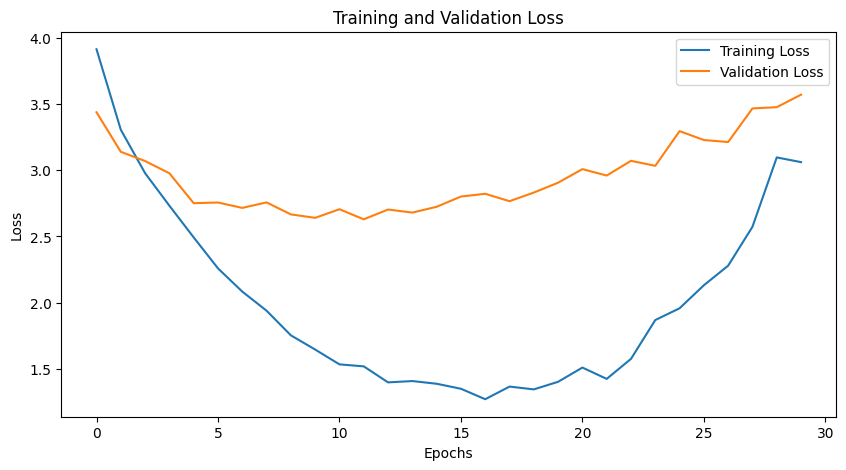 Training and Validation Loss
Training Loss
Validation Loss
4.0
3.5
3.0
2.5
2.0
1.5
Loss
0 5 10 15 20 25 30
Epochs